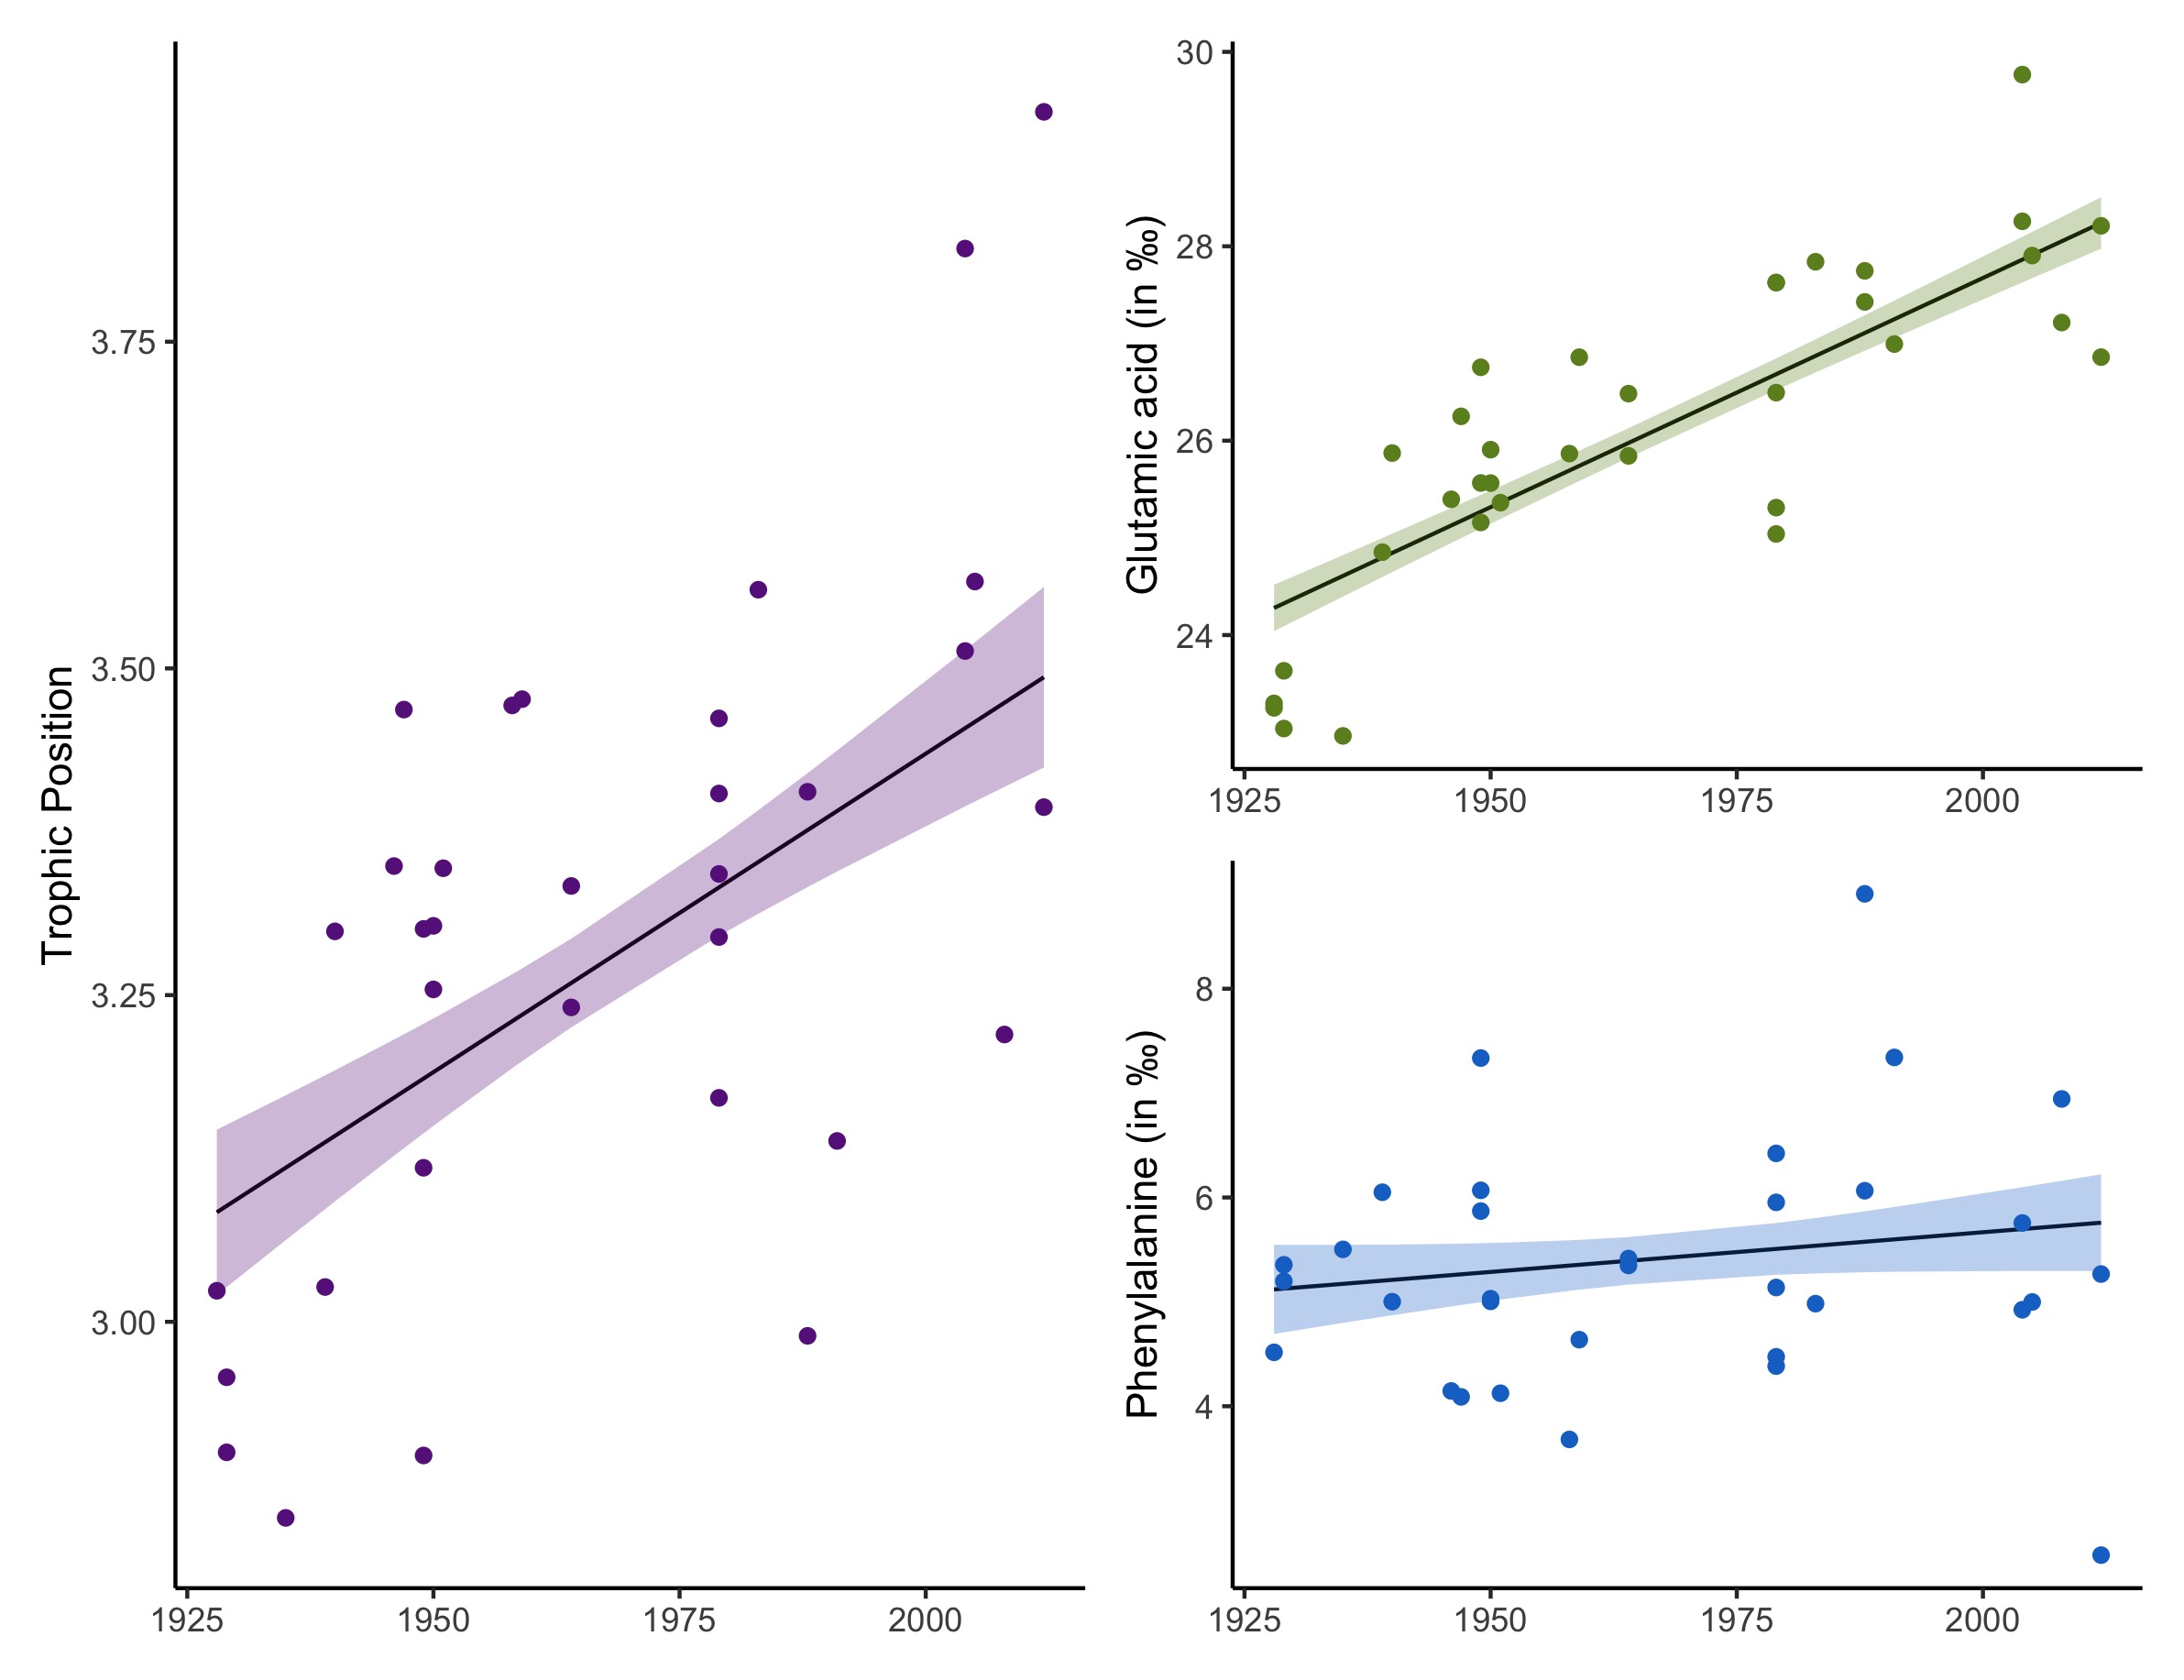 Trophic Position
3.75
3.50
3.25
3.00
1925 1950 1975 2000
Glutamic acid (in ‰)
30
28
26
24
1925 1950 1975 2000
Phenylalanine (in ‰)
8
6
4
1925 1950 1975 2000